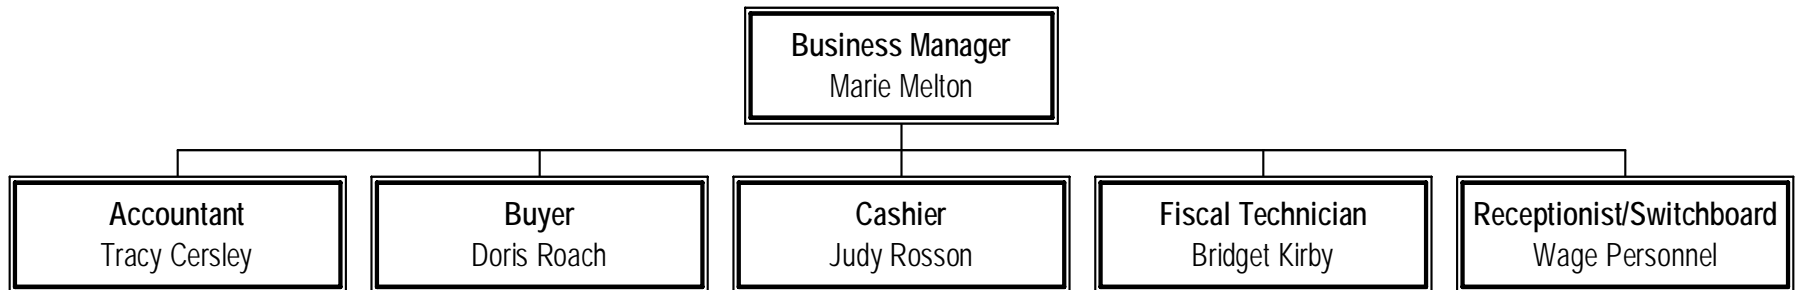 Business Manager
Marie Melton
Accountant
Tracy Cersley
Buyer
Doris Roach
Cashier
Judy Rosson
Fiscal Technician
Bridget Kirby
Receptionist/Switchboard
Wage Personnel